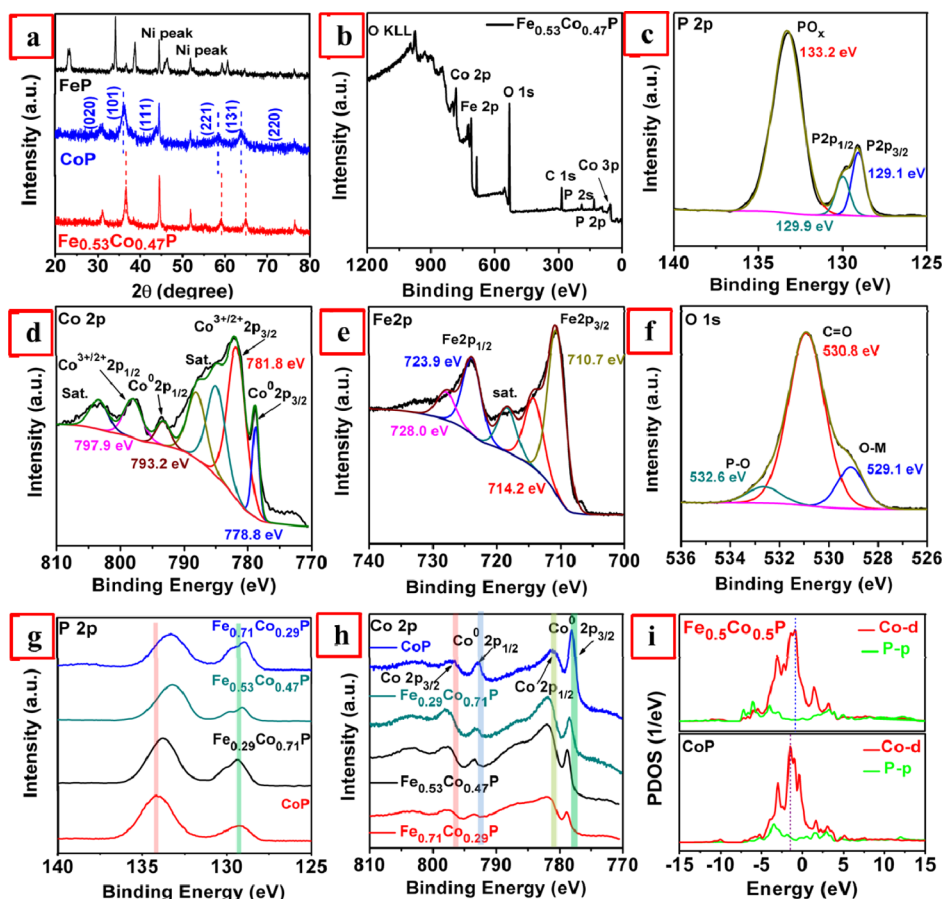 a
Ni peak
Ni peak
FeP
(020)
(101)
(111)
(221)
(131)
(220)
CoP
Fe0.53Co0.47P
Intensity (a.u.)
20 30 40 50 60 70 80
2θ (degree)
b
Fe0.53Co0.47P
O KLL
Co 2p
Fe 2p
O 1s
C 1s
P 2s
P 2p
Co 3p
Intensity (a.u.)
1200 900 600 300 0
Binding Energy (eV)
c
P 2p
POx
133.2 eV
P2p1/2
P2p3/2
129.1 eV
129.9 eV
Intensity (a.u.)
137 133 129 125
Binding Energy (eV)
d
Co 2p
Co3+/2+2p3/2
Sat.
781.8 eV
Co3+/2+2p1/2
Co0 2p1/2
Co0 2p3/2
Sat.
797.9 eV
793.2 eV
778.8 eV
Intensity (a.u.)
810 800 790 780 770
Binding Energy (eV)
e
Fe2p
Fe2p3/2
Fe2p1/2
723.9 eV
710.7 eV
sat.
728.0 eV
714.2 eV
Intensity (a.u.)
740 730 720 710 700
Binding Energy (eV)
f
O 1s
C=O
530.8 eV
O-M
P-O
529.1 eV
532.6 eV
Intensity (a.u.)
536 534 532 530 528 526
Binding Energy (eV)
g
P 2p
Fe0.71Co0.29P
Fe0.53Co0.47P
Fe0.29Co0.71P
CoP
Intensity (a.u.)
140 135 130 125
Binding Energy (eV)
h
Co 2p
CoP
Co0 2p1/2
Co0 2p3/2
Co 2p3/2
Co 2p1/2
Fe0.29Co0.71P
Fe0.53Co0.47P
Fe0.71Co0.29P
Intensity (a.u.)
810 800 790 780 770
Binding Energy (eV)
i
Fe0.5Co0.5P
Co-d
P-p
CoP
Co-d
P-p
PDOS (1/eV)
-15 -10 -5 0 5 10 15
Energy (eV)